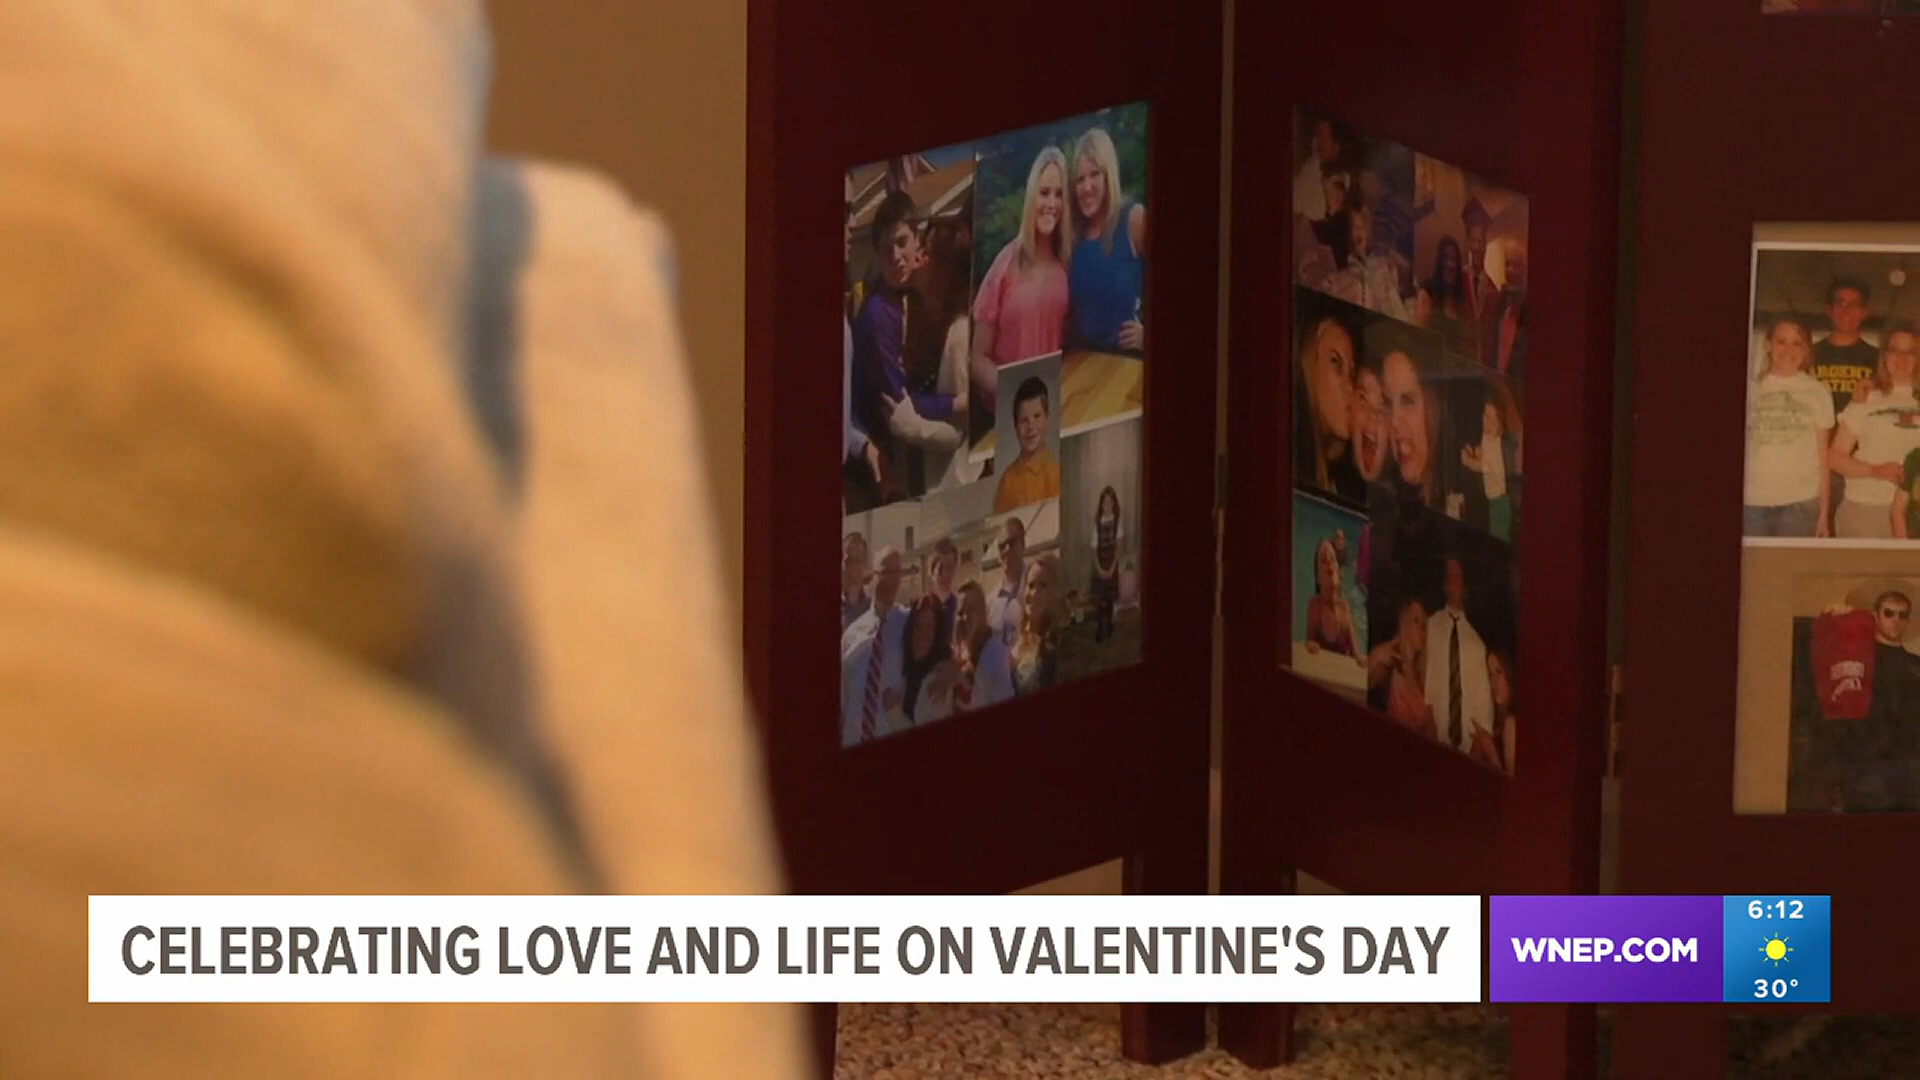 CELEBRATING LOVE AND LIFE ON VALENTINE'S DAY
WNEP.COM
6:12
30°